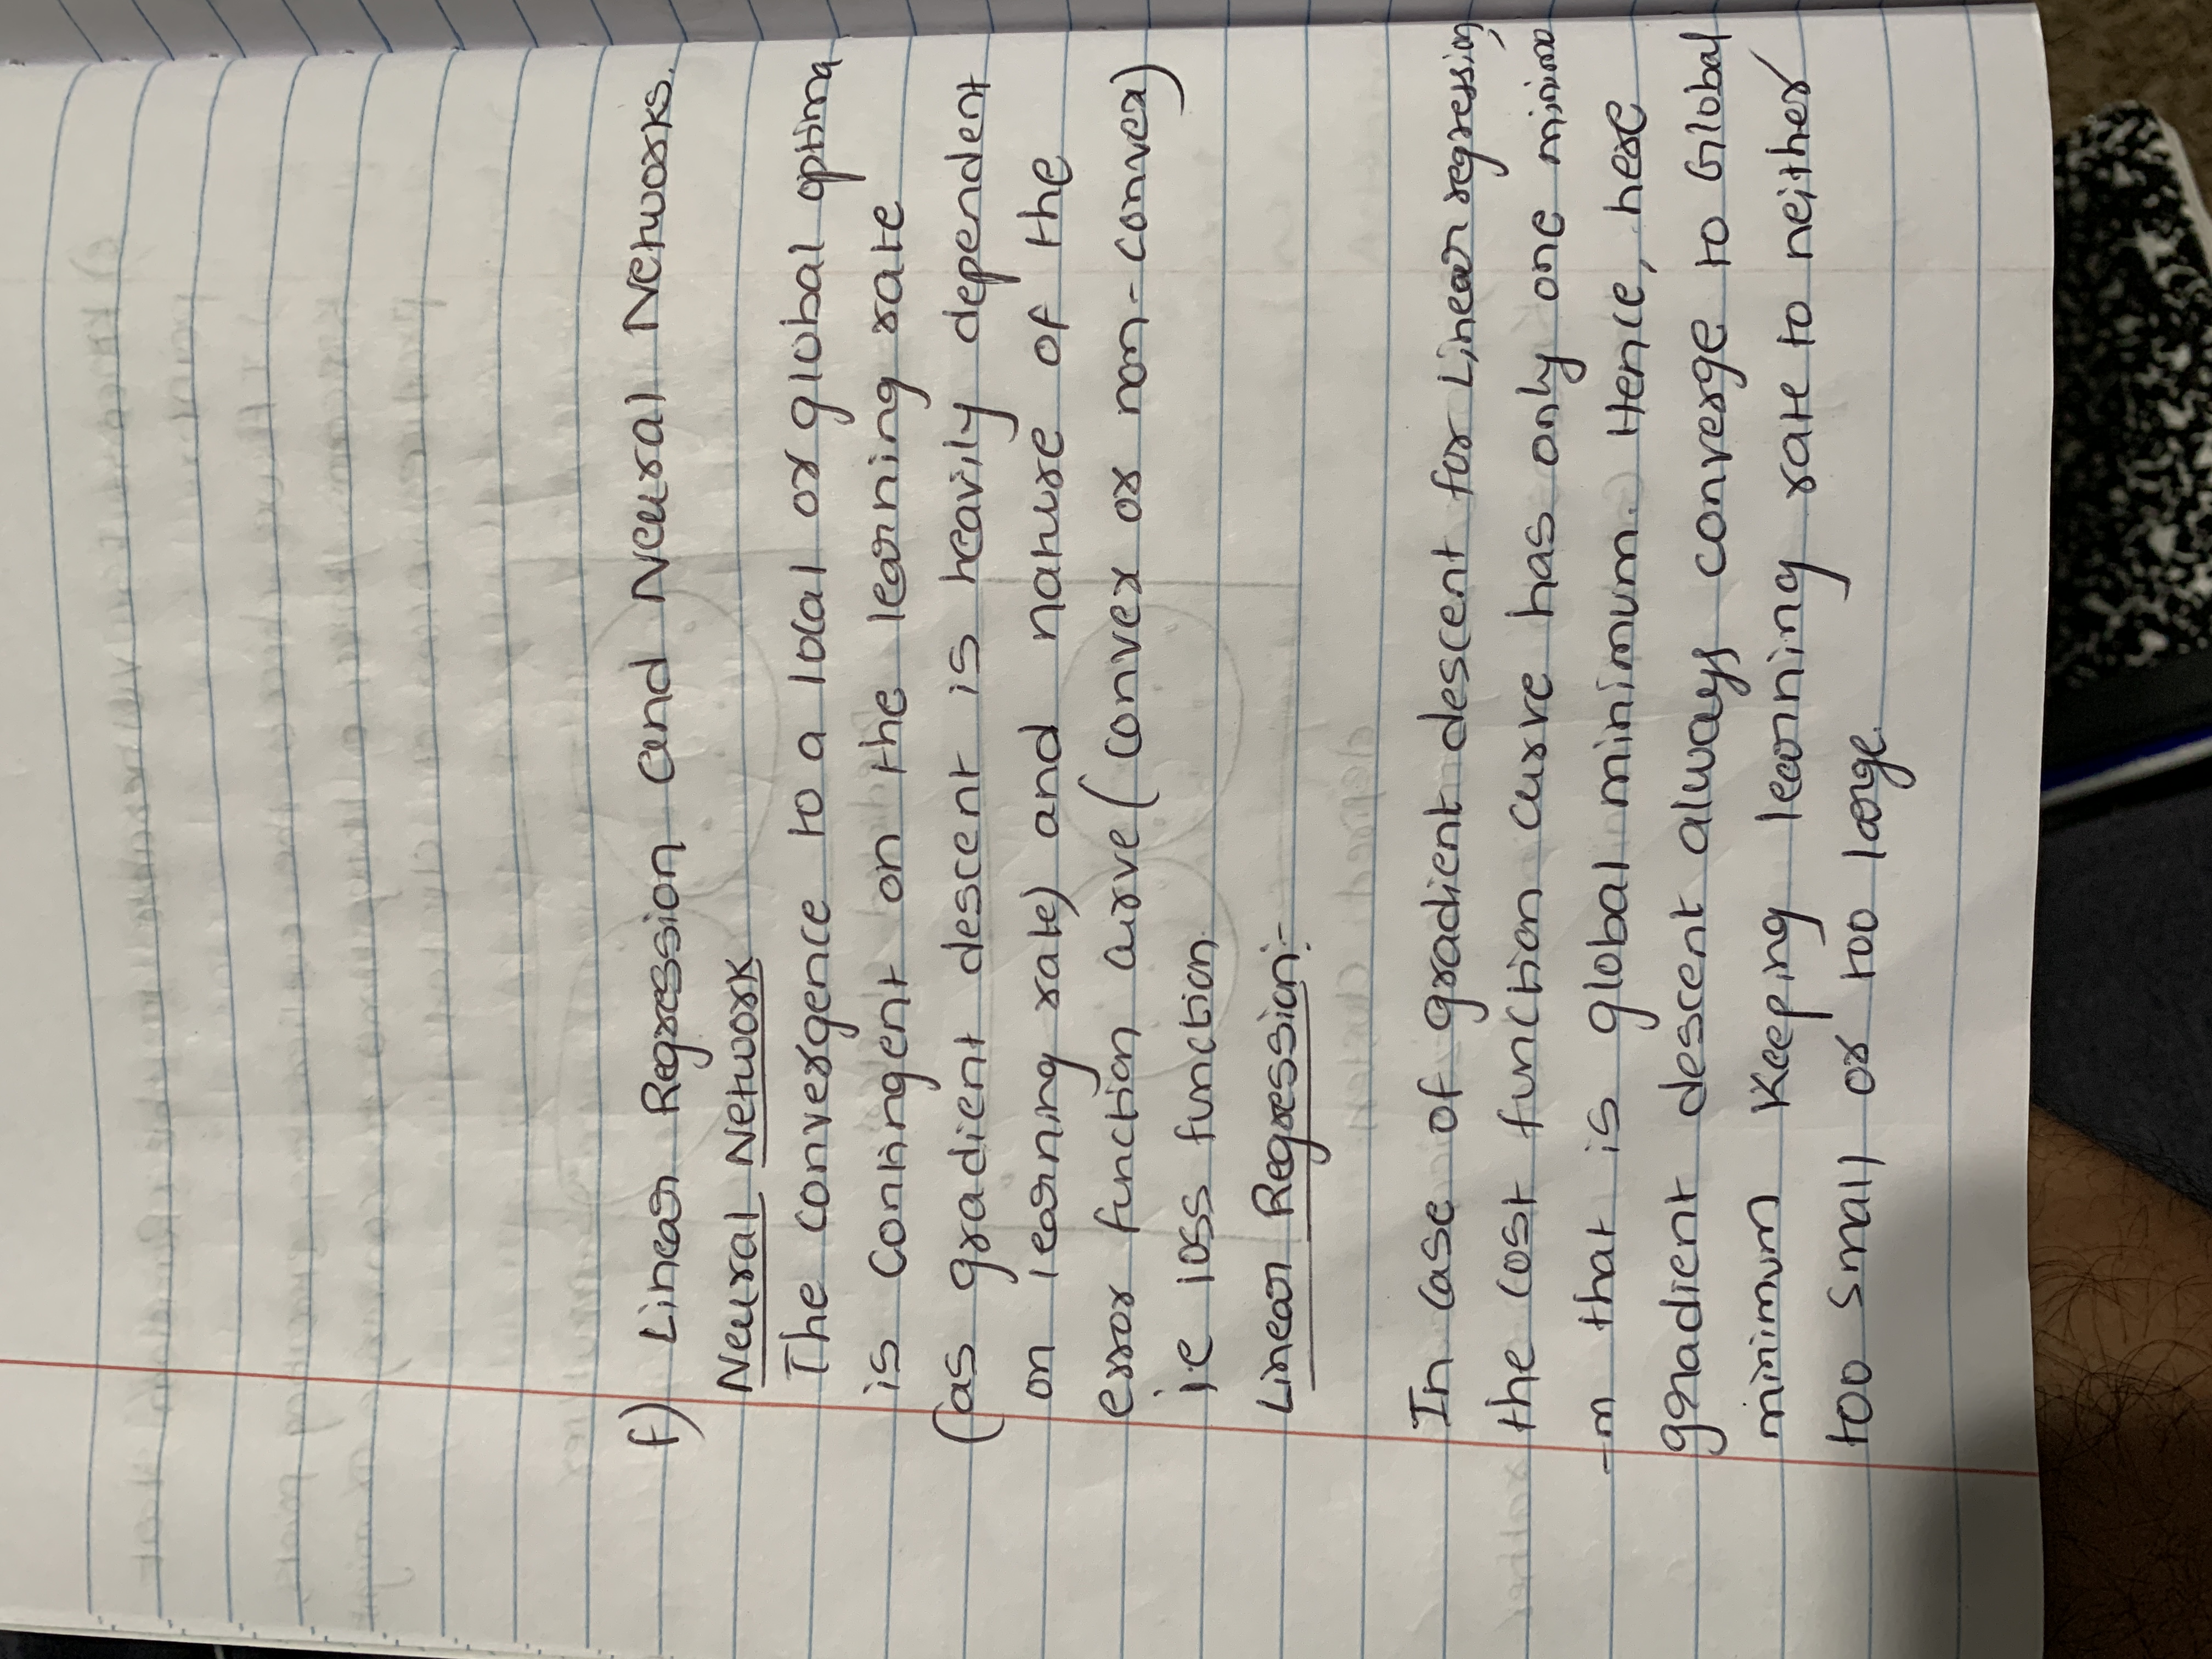 f) Linear Regression and Neural Networks.
Neural Network
The convergence to a local or global optima
is contingent on the learning rate
(as gradient descent is heavily dependent
on learning rate) and nature of the
error function curve (convex or non-convex)
i.e loss function.
Linear Regression:-
In case of gradient descent for Linear regression,
the cost function curve has only one minimu
-m that is global minimum. Hence, here
gradient descent always converge to Global
minimum Keeping learning rate to neither
too small or too large.